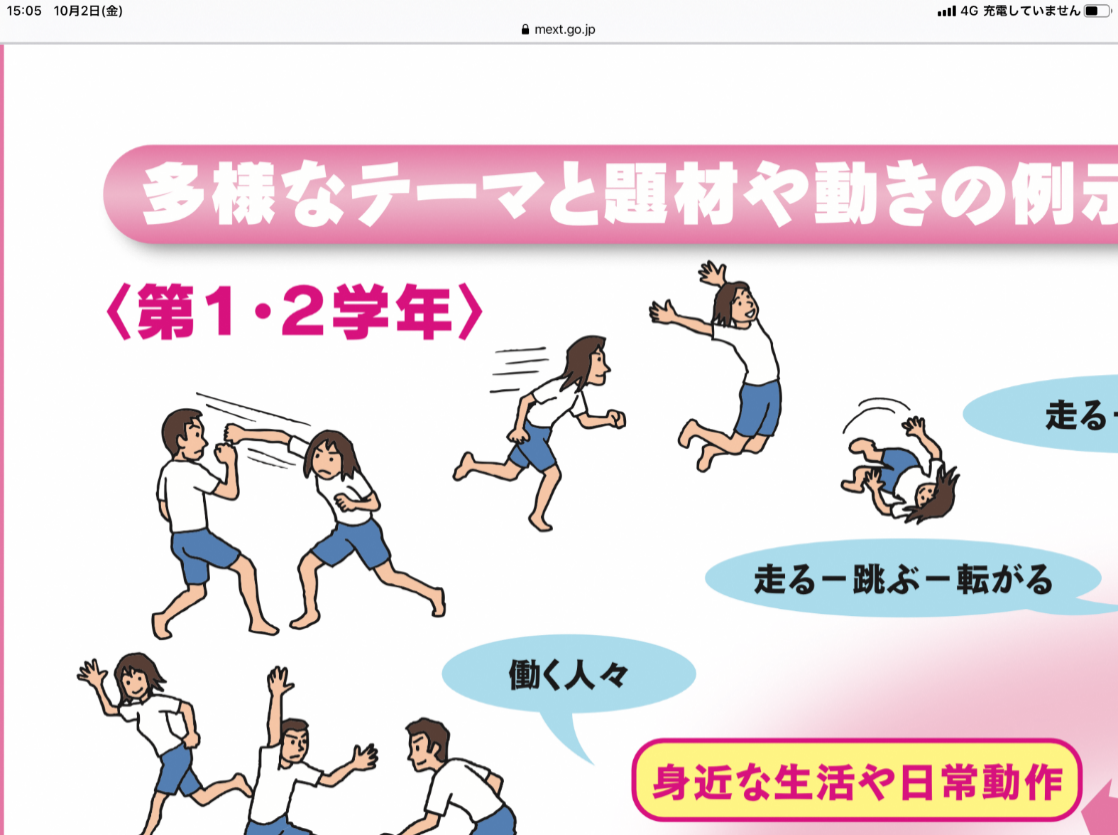 15:05 10月2日(金)
4G 充電していません
mext.go.jp
多様なテーマと題材や動きの例示
〈第1・2学年〉
走るー
走るー跳ぶー転がる
働く人々
身近な生活や日常動作